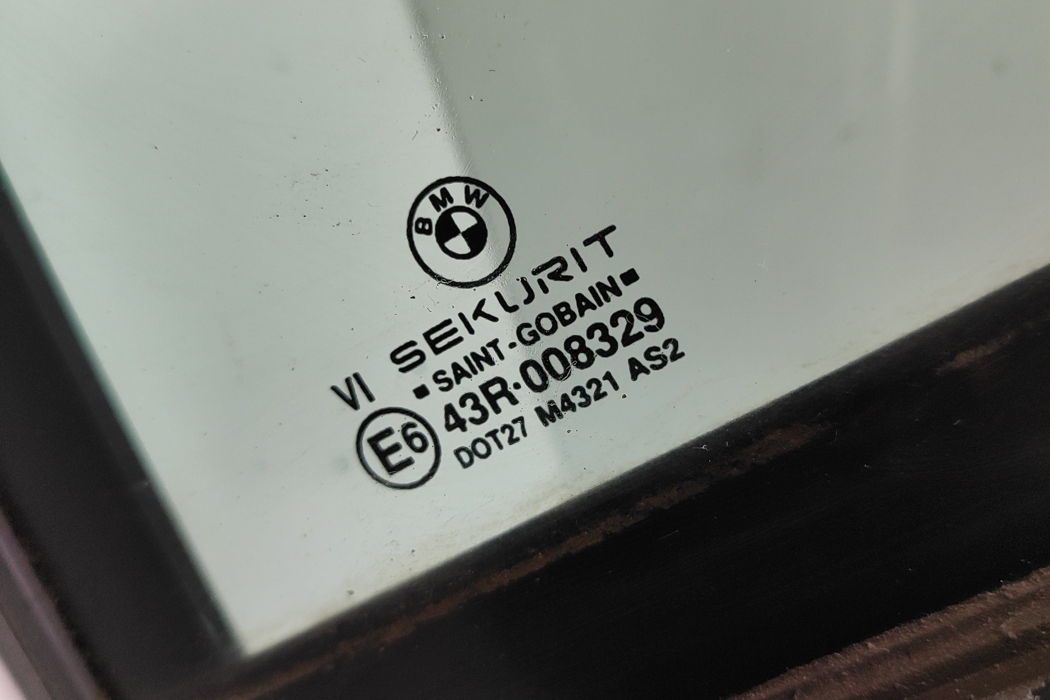 BMW
VI SEKURIT
▪SAINT-GOBAIN▪
E6 43R·008329
DOT27 M4321 AS2